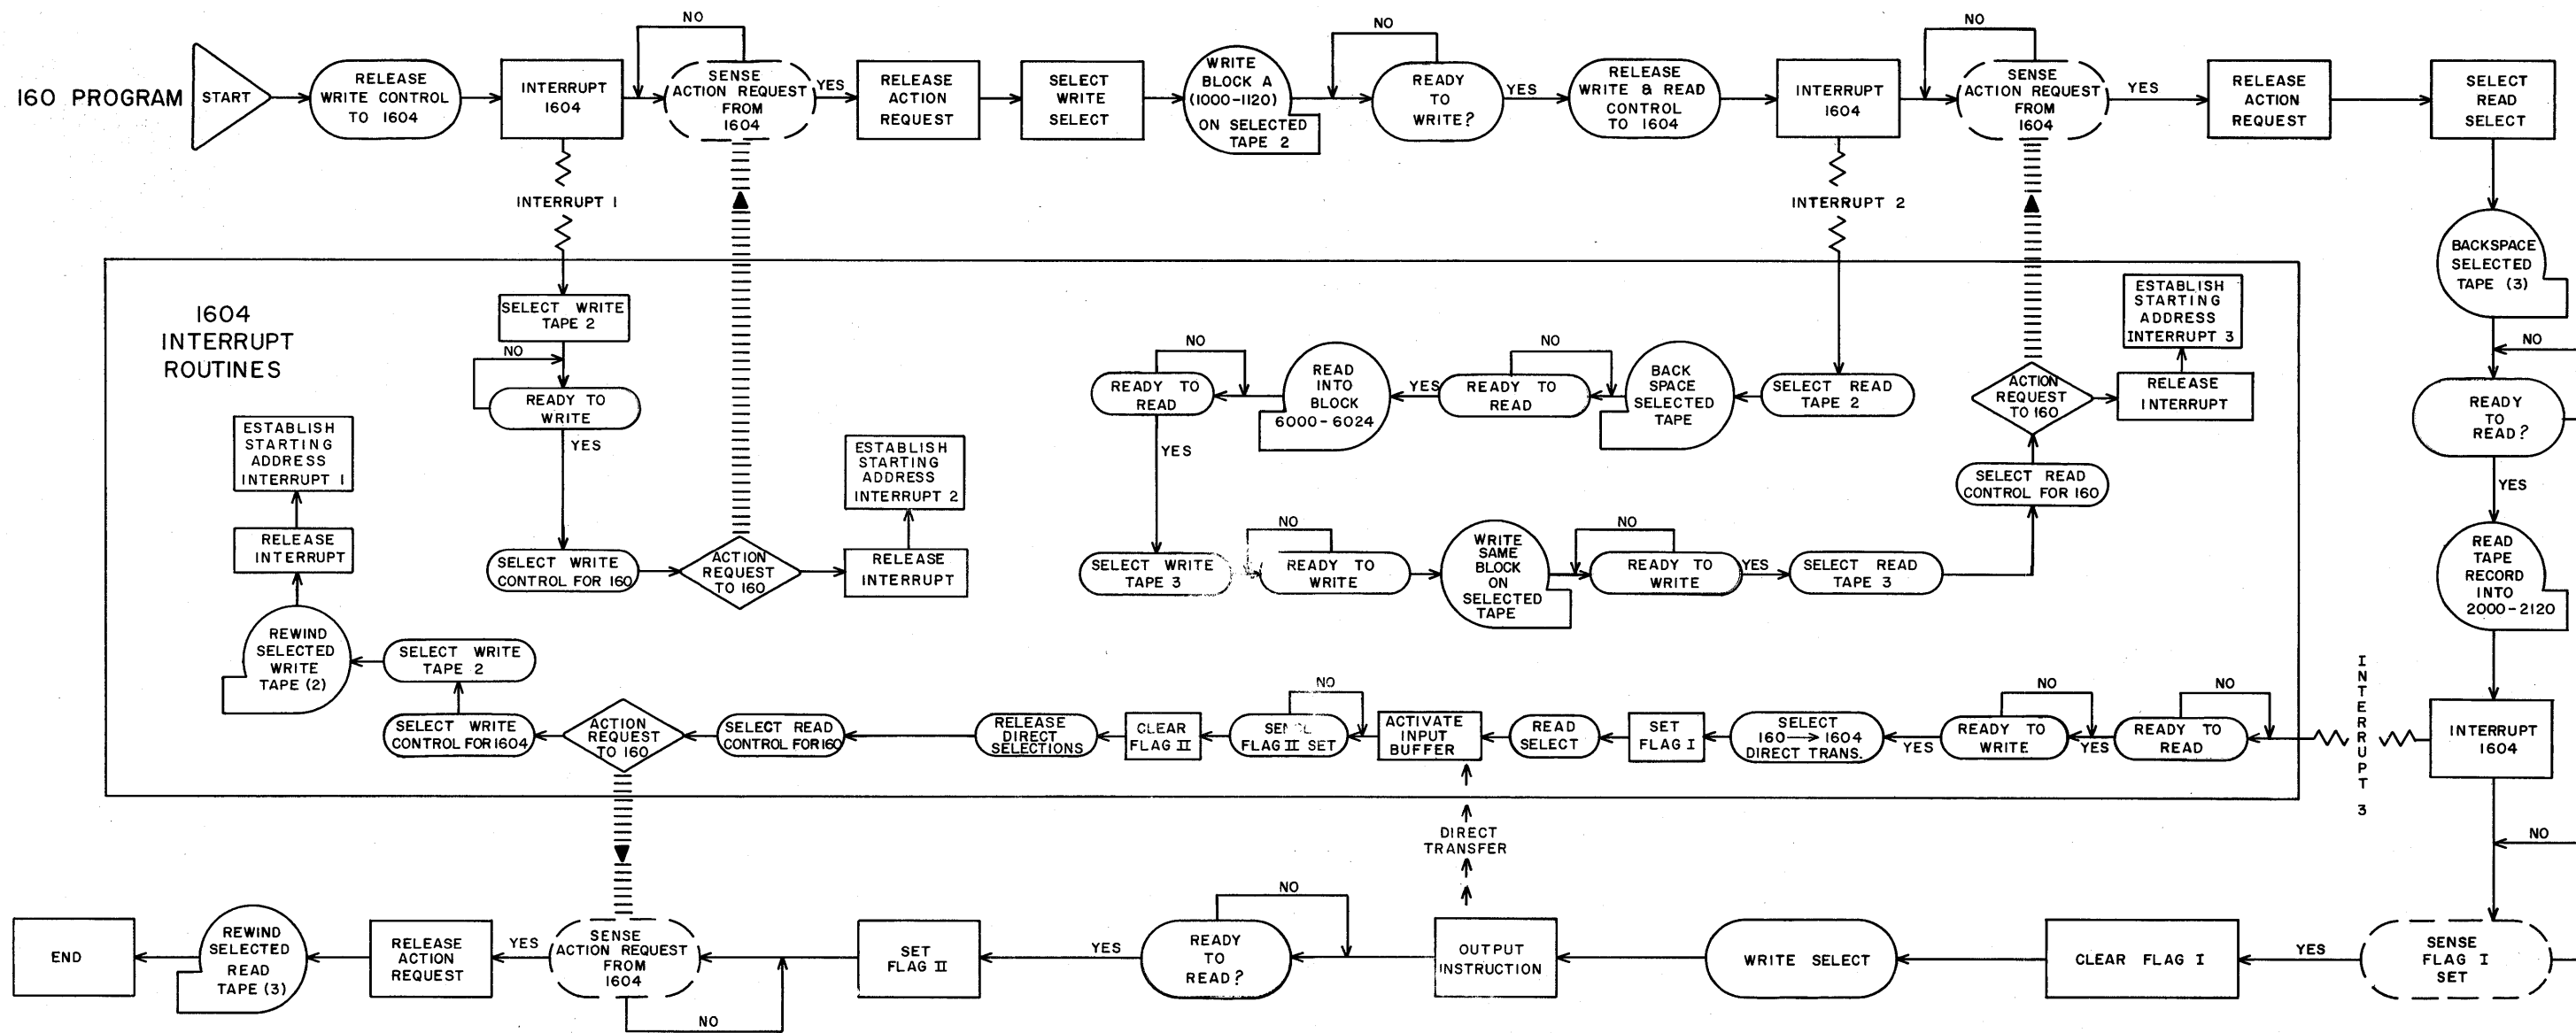 160 PROGRAM
START
RELEASE
WRITE CONTROL
TO 1604
INTERRUPT
1604
NO
SENSE
ACTION REQUEST
FROM
1604
YES
RELEASE
ACTION
REQUEST
SELECT
WRITE
SELECT
WRITE
BLOCK A
(1000-1120)
ON SELECTED
TAPE 2
NO
READY
TO
WRITE?
YES
RELEASE
WRITE & READ
CONTROL
TO 1604
INTERRUPT
1604
NO
SENSE
ACTION REQUEST
FROM
1604
YES
RELEASE
ACTION
REQUEST
SELECT
READ
SELECT
INTERRUPT 1
INTERRUPT 2
BACKSPACE
SELECTED
TAPE (3)
NO
READY
TO
READ?
YES
READ
TAPE
RECORD
INTO
2000-2120
INTERRUPT
1604
1604
INTERRUPT
ROUTINES
SELECT WRITE
TAPE 2
NO
READY TO
WRITE
YES
SELECT WRITE
CONTROL FOR 160
ACTION
REQUEST
TO 160
RELEASE
INTERRUPT
ESTABLISH
STARTING
ADDRESS
INTERRUPT 2
SELECT READ
TAPE 2
BACK
SPACE
SELECTED
TAPE
NO
READY TO
READ
YES
READ
INTO
BLOCK
6000-6024
NO
READY TO
READ
YES
SELECT WRITE
TAPE 3
NO
READY TO
WRITE
WRITE
SAME
BLOCK
ON
SELECTED
TAPE
NO
READY TO
WRITE
YES
SELECT READ
TAPE 3
SELECT READ
CONTROL FOR 160
ACTION
REQUEST
TO 160
RELEASE
INTERRUPT
ESTABLISH
STARTING
ADDRESS
INTERRUPT 3
INTERRUPT 3
NO
READY TO
READ
YES
NO
READY TO
WRITE
YES
SELECT
160→1604
DIRECT TRANS.
SET
FLAG I
READ
SELECT
ACTIVATE
INPUT
BUFFER
NO
SENSE
FLAG II SET
CLEAR
FLAG II
RELEASE
DIRECT
SELECTIONS
SELECT READ
CONTROL FOR 160
ACTION
REQUEST
TO 160
SELECT WRITE
CONTROL FOR 1604
SELECT WRITE
TAPE 2
REWIND
SELECTED
WRITE
TAPE (2)
RELEASE
INTERRUPT
ESTABLISH
STARTING
ADDRESS
INTERRUPT 1
DIRECT
TRANSFER
NO
SENSE
FLAG I
SET
YES
CLEAR FLAG I
WRITE SELECT
OUTPUT
INSTRUCTION
NO
READY
TO
READ?
YES
SET
FLAG II
SENSE
ACTION REQUEST
FROM
1604
NO
YES
RELEASE
ACTION
REQUEST
REWIND
SELECTED
READ
TAPE (3)
END